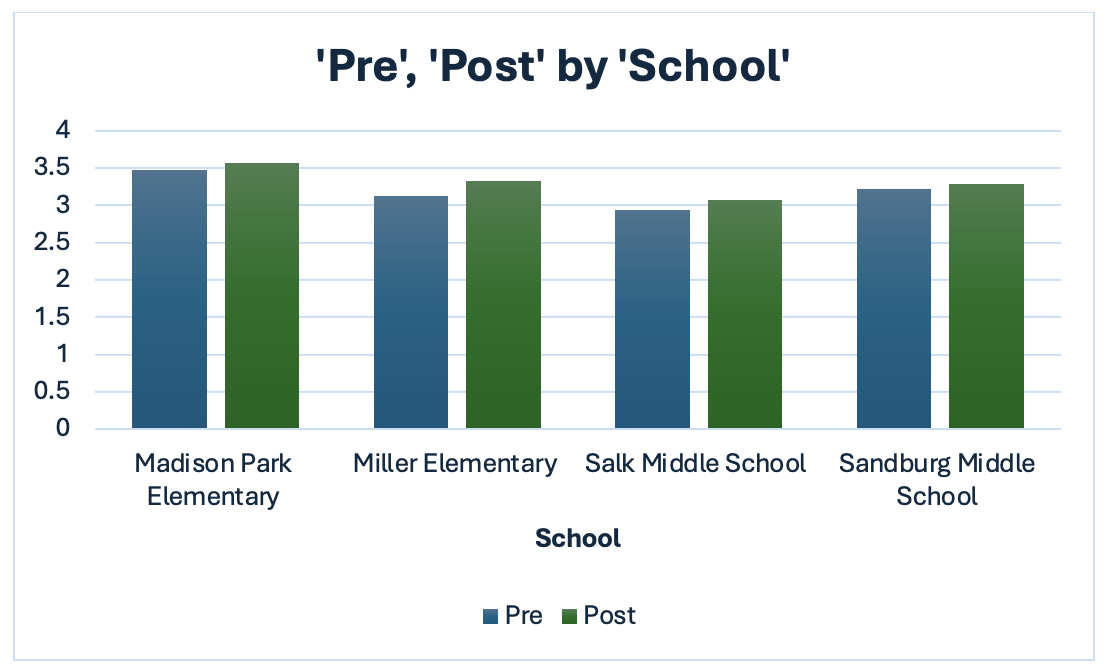 'Pre', 'Post' by 'School'
4
3.5
3
2.5
2
1.5
1
0.5
0
Madison Park
Elementary
Miller Elementary
Salk Middle School
Sandburg Middle
School
School
Pre
Post